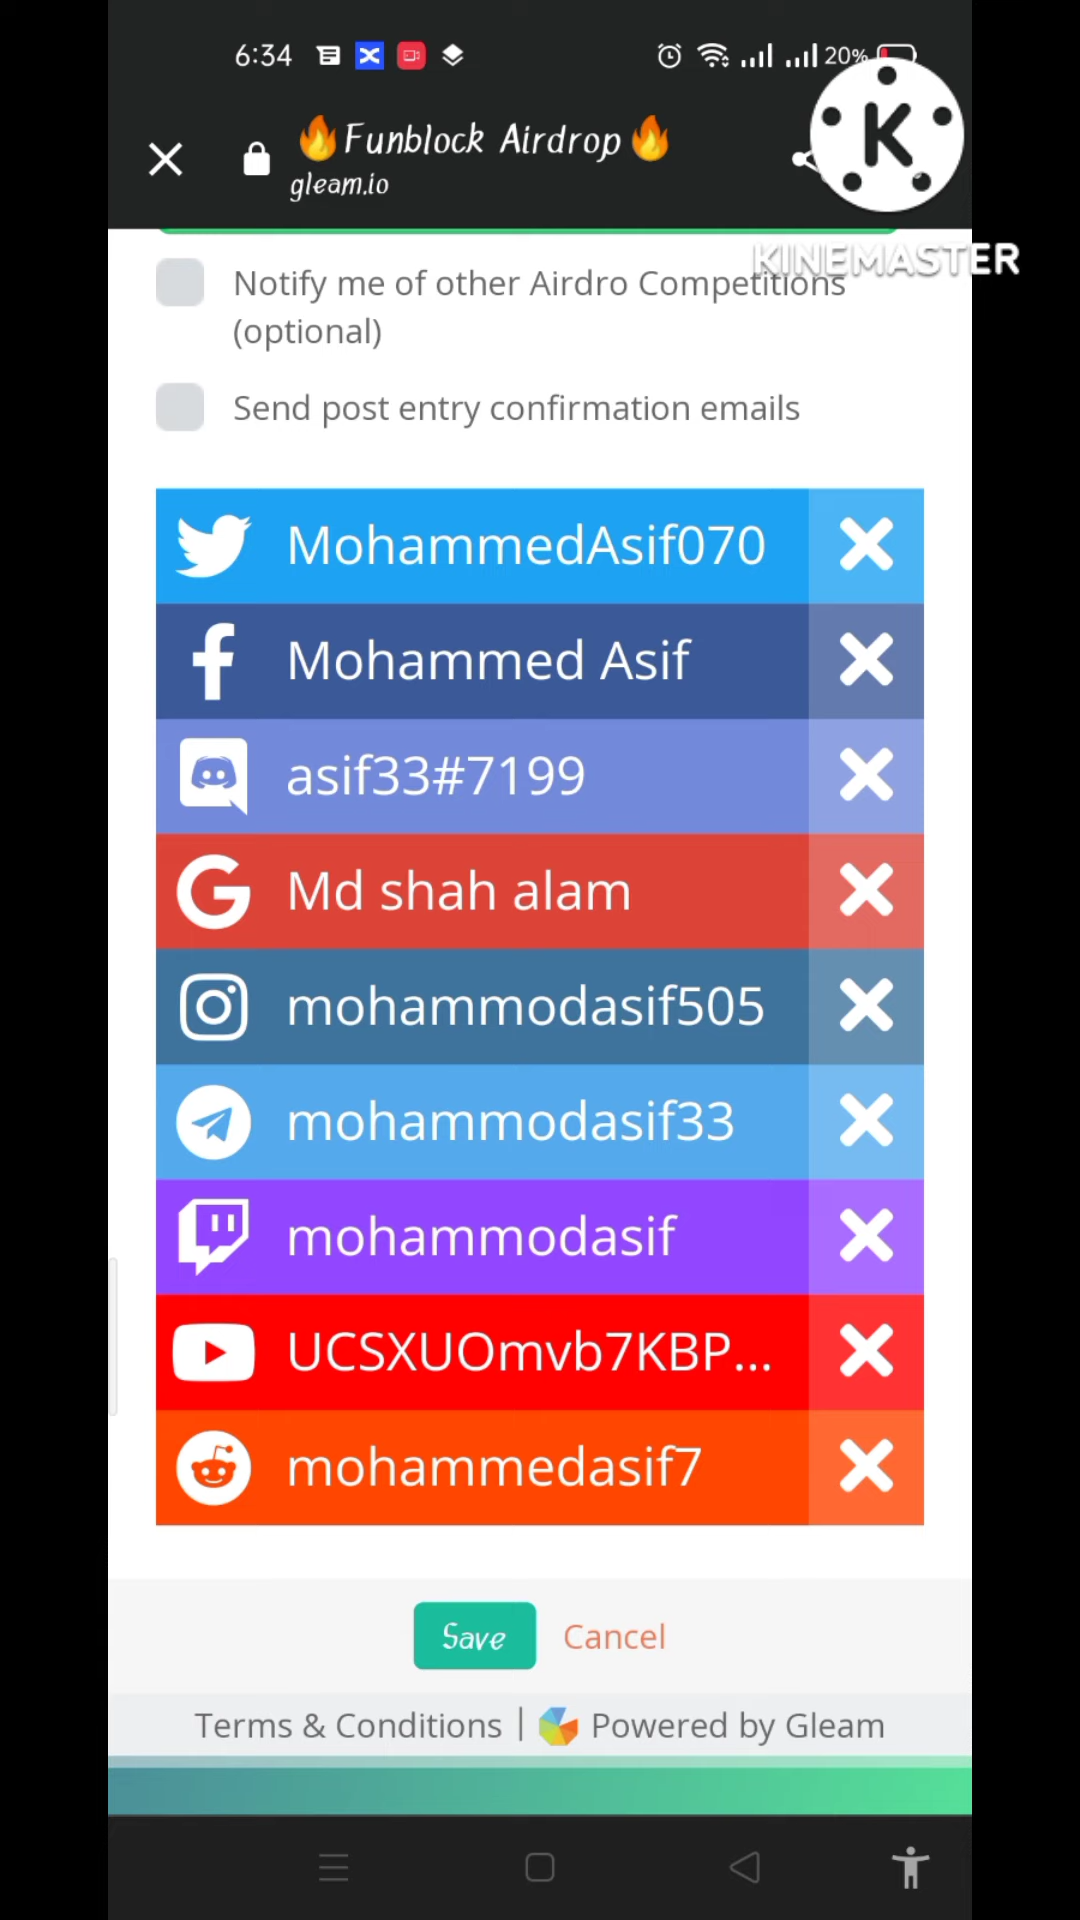 6:34
20%
🔥Funblock Airdrop🔥
gleam.io
K
KINEMASTER
Notify me of other Airdro Competitions
(optional)
Send post entry confirmation emails
MohammedAsif070
Mohammed Asif
asif33#7199
Md shah alam
mohammodasif505
mohammodasif33
mohammodasif
UCSXUOmvb7KBP...
mohammedasif7
Save Cancel
Terms & Conditions | Powered by Gleam